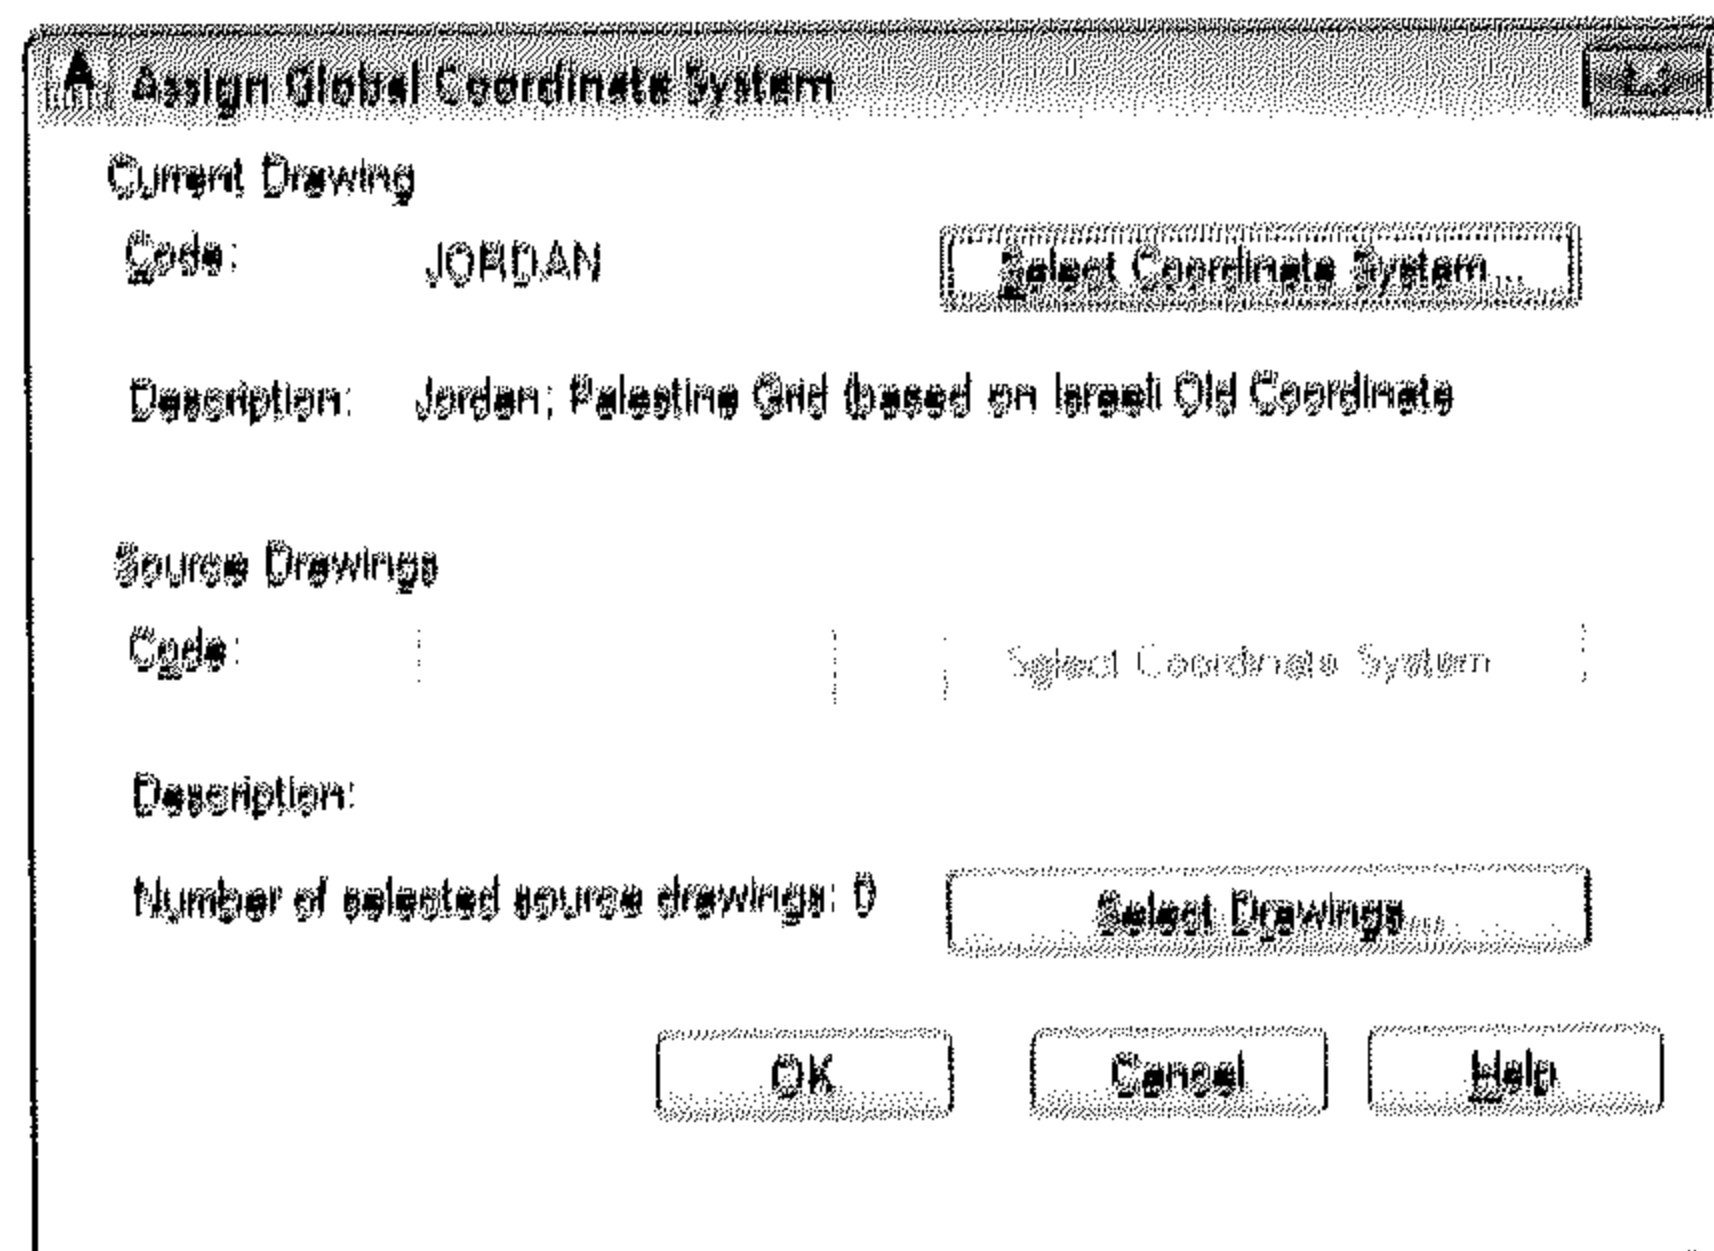 Assign Global Coordinate System
Current Drawing
Code: JORDAN Select Coordinate System...
Description: Jordan; Palestine Grid (based on Israeli Old Coordinate
Source Drawings
Code: Select Coordinate System
Description:
Number of selected source drawings: 0 Select Drawings...
OK Cancel Help